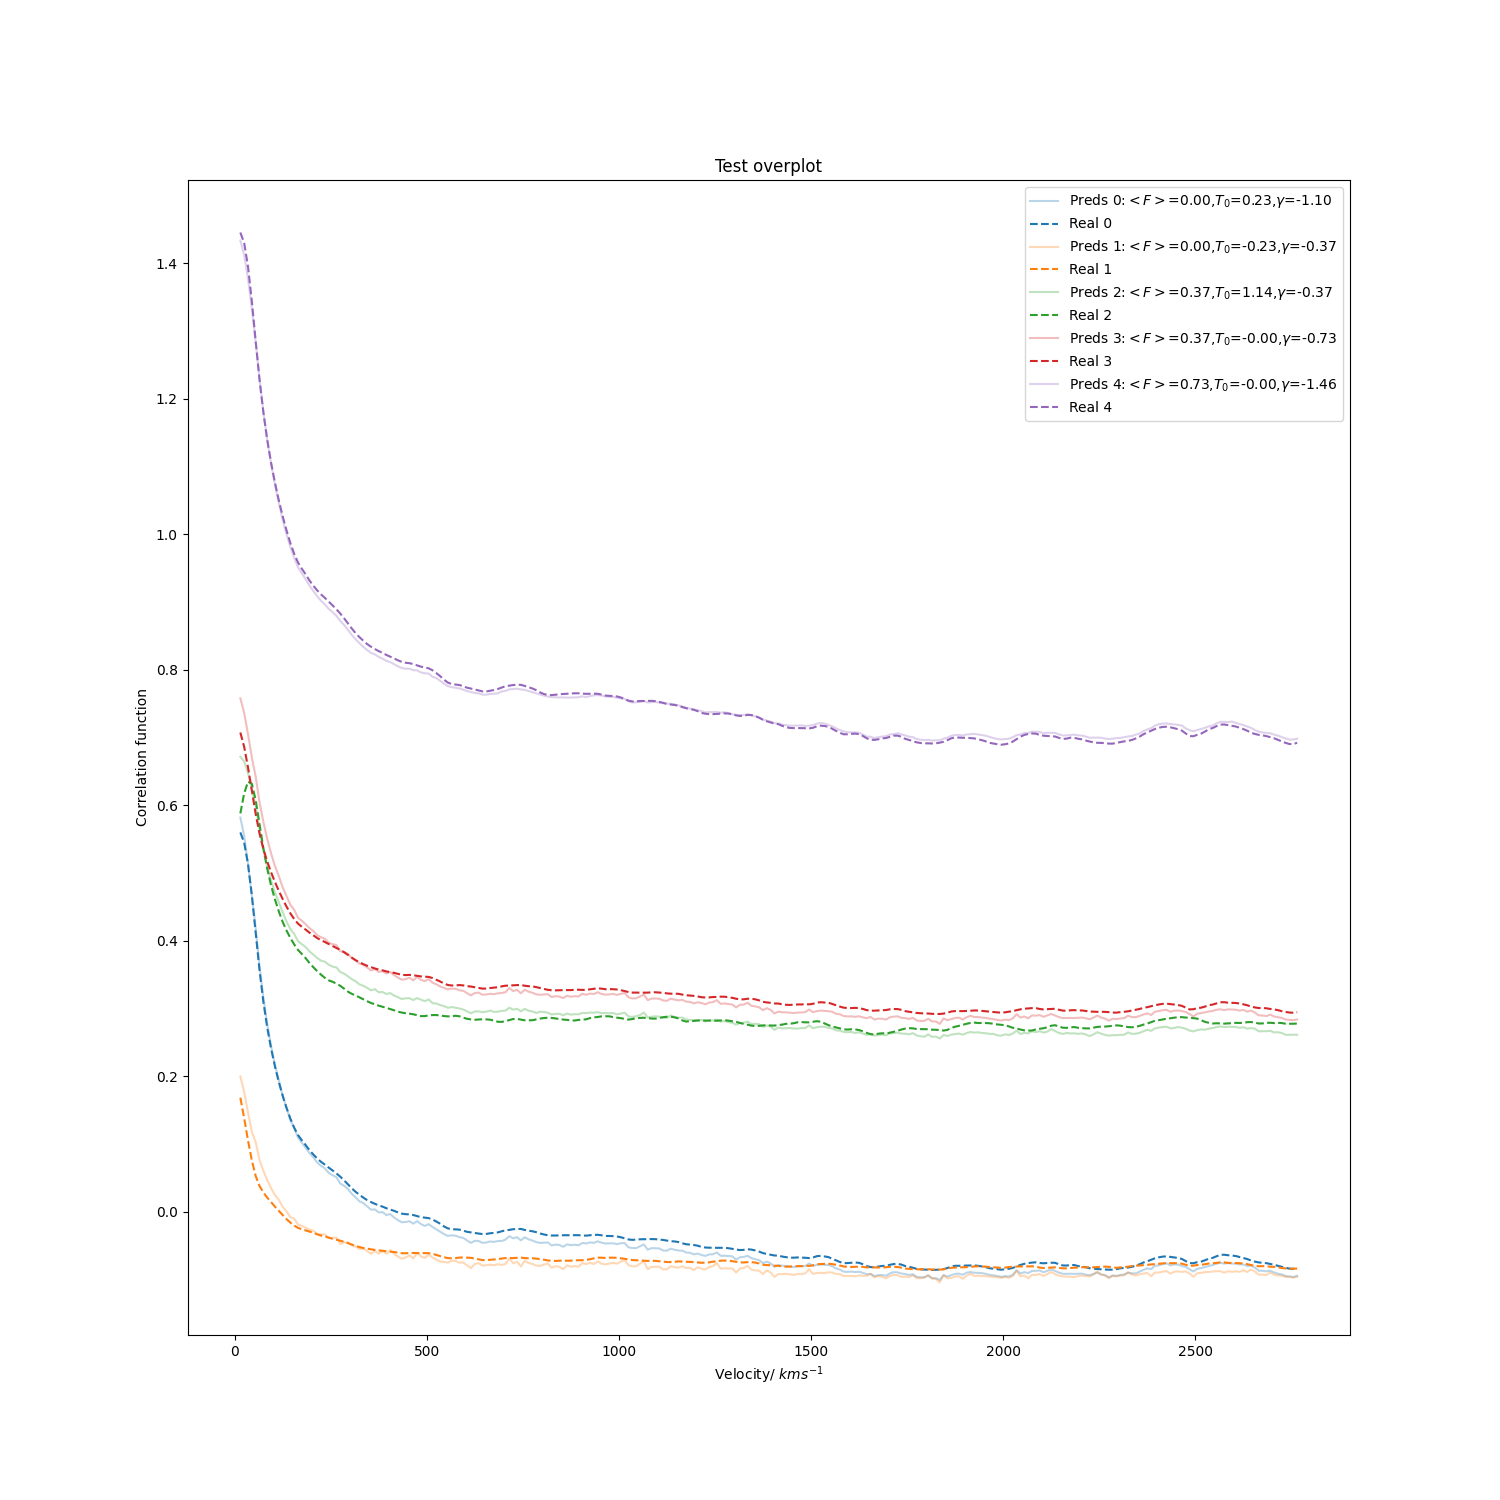 Test overplot
Preds 0: <F>=0.00,T₀=0.23,γ=-1.10
Real 0
Preds 1: <F>=0.00,T₀=-0.23,γ=-0.37
Real 1
Preds 2: <F>=0.37,T₀=1.14,γ=-0.37
Real 2
Preds 3: <F>=0.37,T₀=-0.00,γ=-0.73
Real 3
Preds 4: <F>=0.73,T₀=-0.00,γ=-1.46
Real 4
Correlation function
1.4
1.2
1.0
0.8
0.6
0.4
0.2
0.0
0 500 1000 1500 2000 2500
Velocity/ kms⁻¹